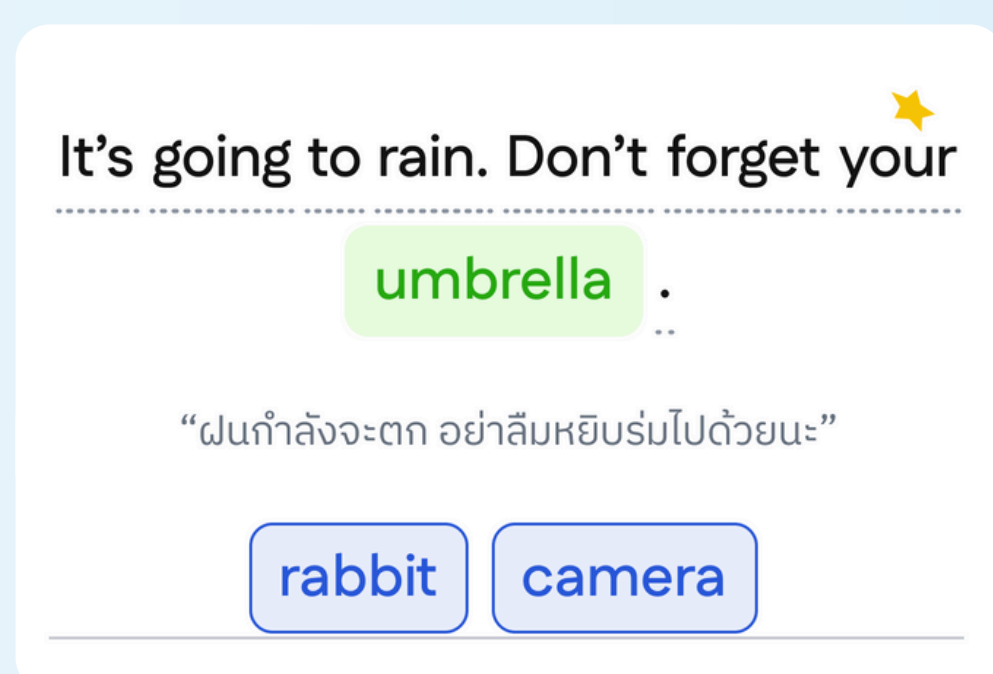 It's going to rain. Don't forget your
umbrella .
“ฝนกำลังจะตก อย่าลืมหยิบร่มไปด้วยนะ”
rabbit camera